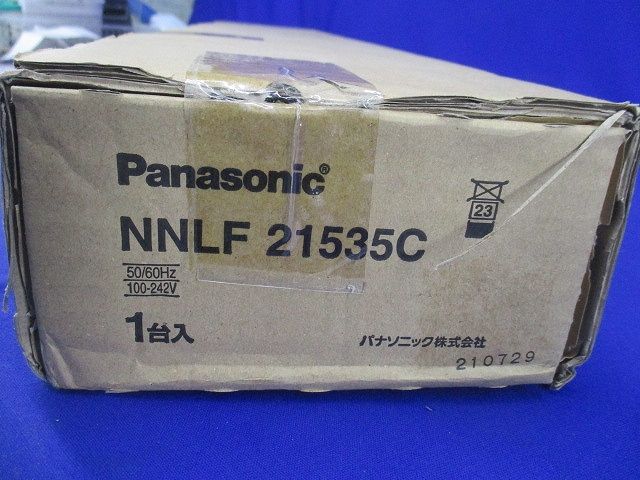 Panasonic®
NNLF 21535C
23
50/60Hz
100-242V
1台入
パナソニック株式会社
210729